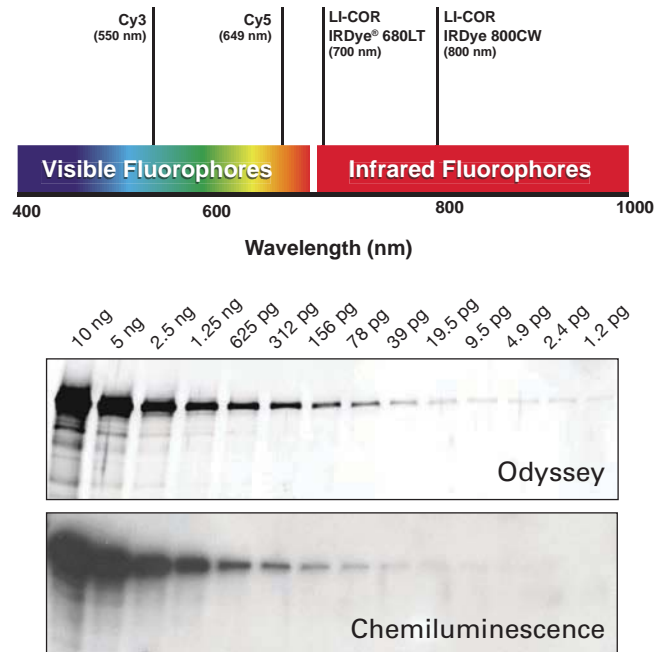 Cy3
(550 nm)
Cy5
(649 nm)
LI-COR
IRDye® 680LT
(700 nm)
LI-COR
IRDye 800CW
(800 nm)
Visible Fluorophores
Infrared Fluorophores
400
600
800
1000
Wavelength (nm)
10 ng
5 ng
2.5 ng
1.25 ng
625 pg
312 pg
156 pg
78 pg
39 pg
19.5 pg
9.5 pg
4.9 pg
2.4 pg
1.2 pg
Odyssey
Chemiluminescence